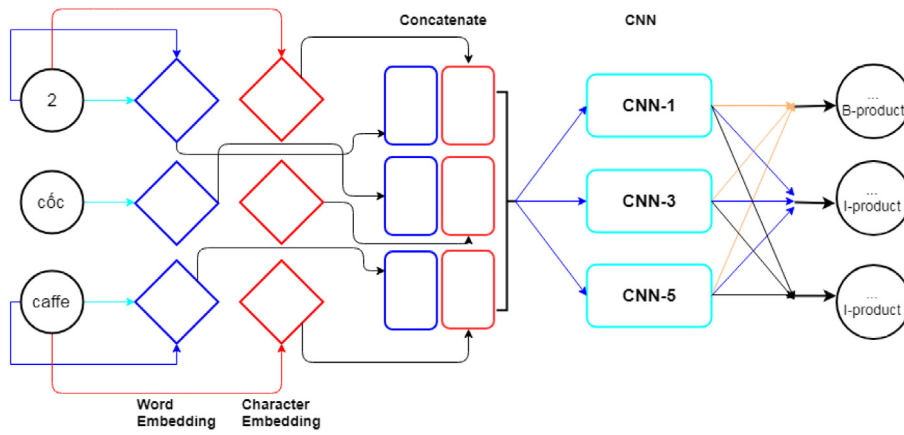 Concatenate
CNN
2
cốc
caffe
CNN-1
CNN-3
CNN-5
...
B-product
...
I-product
...
I-product
Word
Embedding
Character
Embedding